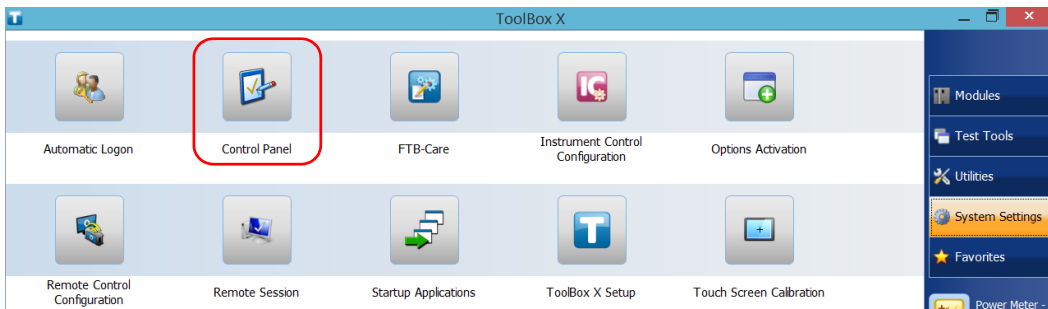 ToolBox X
Automatic Logon
Control Panel
FTB-Care
Instrument Control
Configuration
Options Activation
Remote Control
Configuration
Remote Session
Startup Applications
ToolBox X Setup
Touch Screen Calibration
Modules
Test Tools
Utilities
System Settings
Favorites
Power Meter -